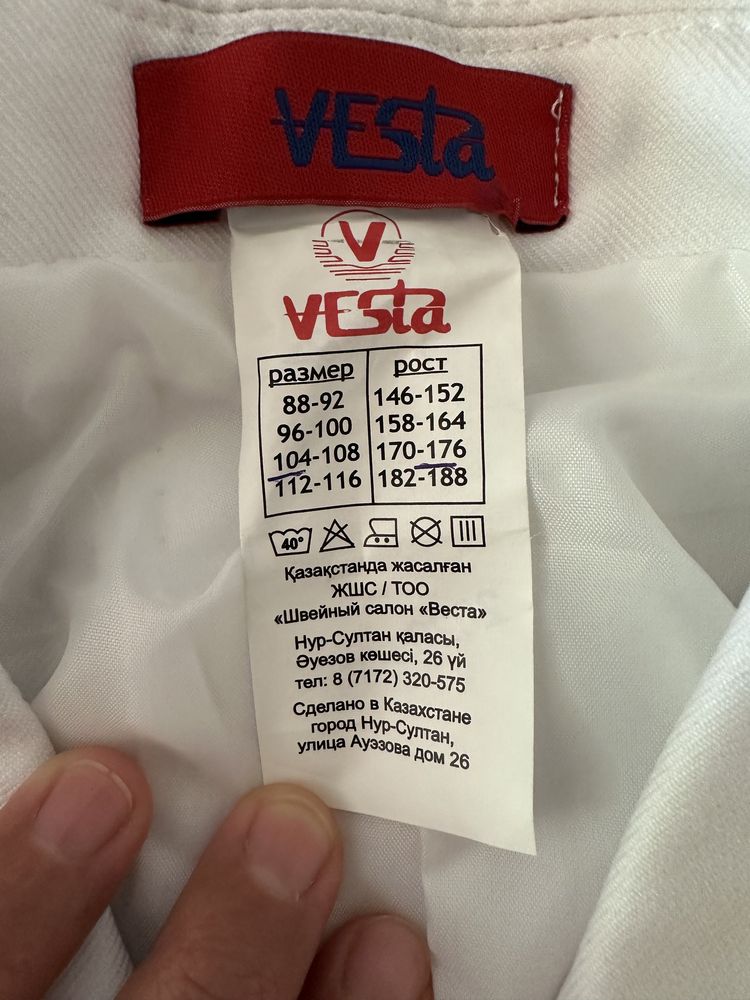 VESta
V
VESta
размер рост
88-92 146-152
96-100 158-164
104-108 170-176
112-116 182-188
40°
Қазақстанда жасалған
ЖШС / ТОО
«Швейный салон «Веста»
Нур-Султан қаласы,
Әуезов көшесі, 26 үй
тел: 8 (7172) 320-575
Сделано в Казахстане
город Нур-Султан,
улица Ауэзова дом 26